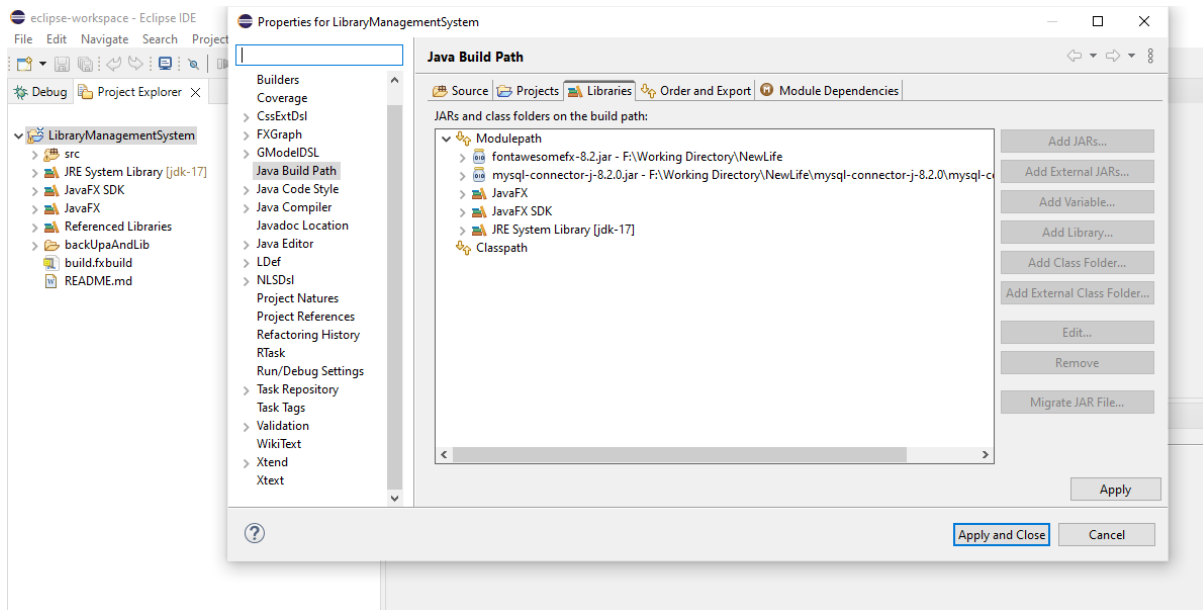 eclipse-workspace - Eclipse IDE
File Edit Navigate Search Project
Debug Project Explorer
LibraryManagementSystem
src
JRE System Library [jdk-17]
JavaFX SDK
JavaFX
Referenced Libraries
backUpaAndLib
build.fxbuild
README.md
Properties for LibraryManagementSystem
Builders
Coverage
CssExtDsl
FXGraph
GModelDSL
Java Build Path
Java Code Style
Java Compiler
Javadoc Location
Java Editor
LDef
NLSDsl
Project Natures
Project References
Refactoring History
RTask
Run/Debug Settings
Task Repository
Task Tags
Validation
WikiText
Xtend
Xtext
Java Build Path
Source Projects Libraries Order and Export Module Dependencies
JARs and class folders on the build path:
Modulepath
fontawesomefx-8.2.jar - F:\Working Directory\NewLife
mysql-connector-j-8.2.0.jar - F:\Working Directory\NewLife\mysql-connector-j-8.2.0\mysql-c
JavaFX
JavaFX SDK
JRE System Library [jdk-17]
Classpath
Add JARs...
Add External JARs...
Add Variable...
Add Library...
Add Class Folder...
Add External Class Folder...
Edit...
Remove
Migrate JAR File...
Apply
Apply and Close Cancel